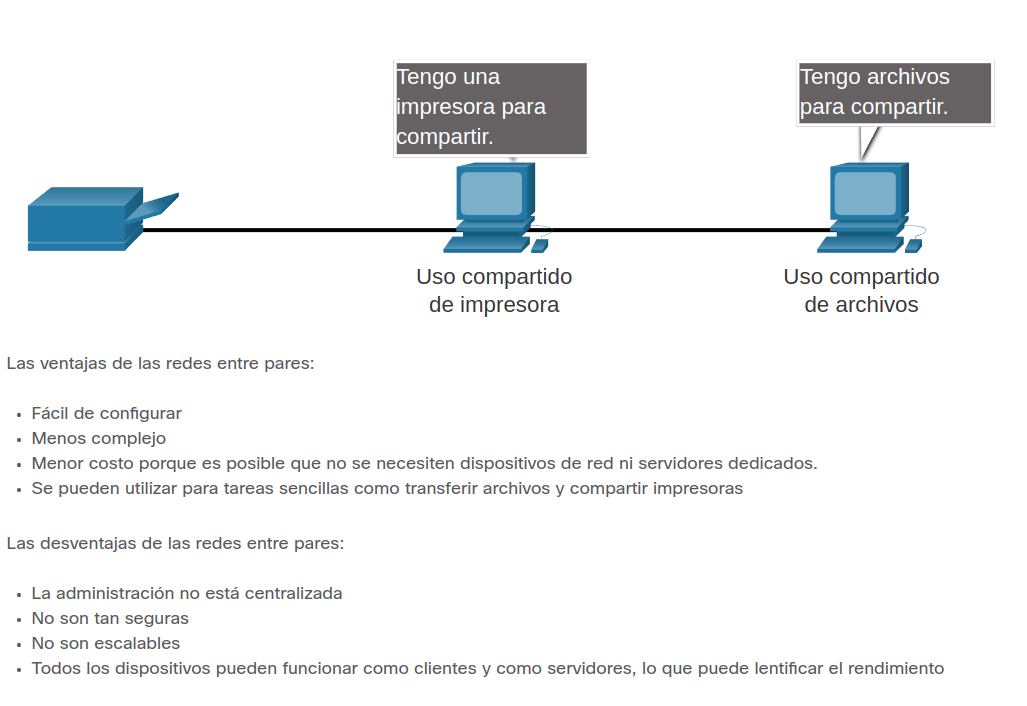 Tengo una
impresora para
compartir.
Tengo archivos
para compartir.
Uso compartido
de impresora
Uso compartido
de archivos
Las ventajas de las redes entre pares:
• Fácil de configurar
• Menos complejo
• Menor costo porque es posible que no se necesiten dispositivos de red ni servidores dedicados.
• Se pueden utilizar para tareas sencillas como transferir archivos y compartir impresoras
Las desventajas de las redes entre pares:
• La administración no está centralizada
• No son tan seguras
• No son escalables
• Todos los dispositivos pueden funcionar como clientes y como servidores, lo que puede lentificar el rendimiento